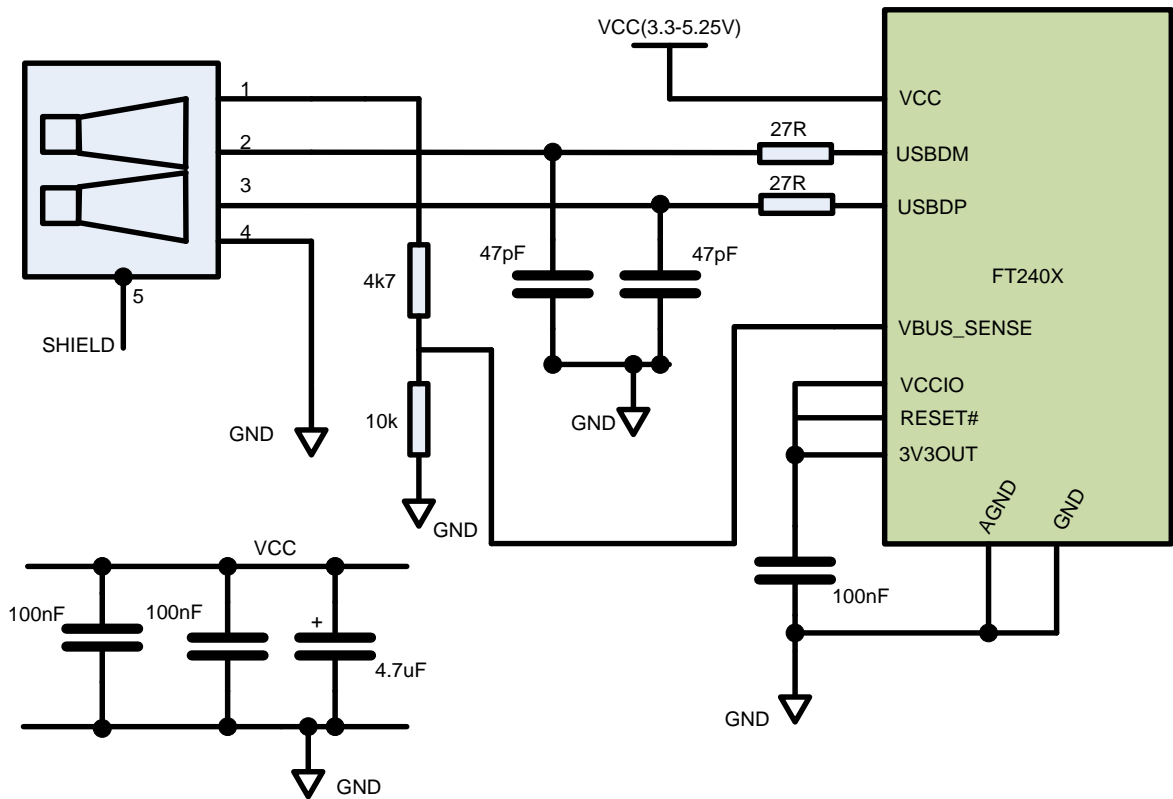 VCC(3.3-5.25V)
1
VCC
2
27R
USBDM
3
27R
USBDP
4
47pF
47pF
4k7
FT240X
5
SHIELD
VBUS_SENSE
VCCIO
10k
GND
GND
RESET#
3V3OUT
AGND
GND
GND
VCC
100nF
100nF
100nF
+
4.7uF
GND
GND